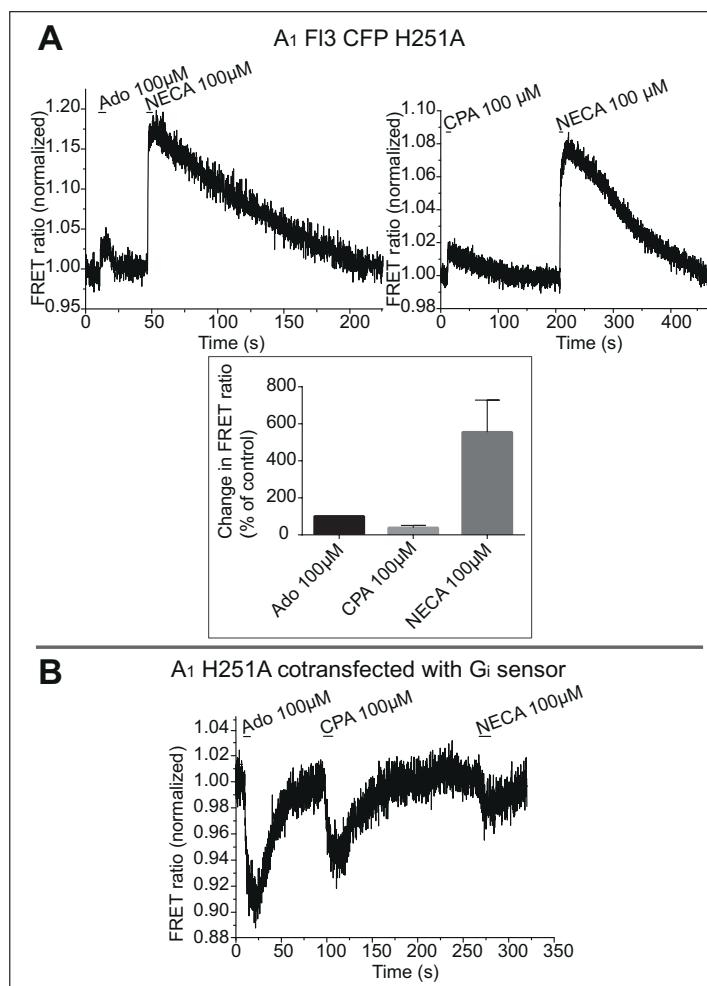 A
A1 Fl3 CFP H251A
Ado 100µM
NECA 100µM
FRET ratio (normalized)
1.20
1.15
1.10
1.05
1.00
0.95
0 50 100 150 200
Time (s)
CPA 100µM
NECA 100 µM
FRET ratio (normalized)
1.10
1.08
1.06
1.04
1.02
1.00
0.98
0 100 200 300 400
Time (s)
Change in FRET ratio
(% of control)
800
600
400
200
0
Ado 100µM
CPA 100µM
NECA 100µM
B
A1 H251A cotransfected with Gi sensor
Ado 100µM
CPA 100µM
NECA 100µM
FRET ratio (normalized)
1.04
1.02
1.00
0.98
0.96
0.94
0.92
0.90
0.88
0 50 100 150 200 250 300 350
Time (s)